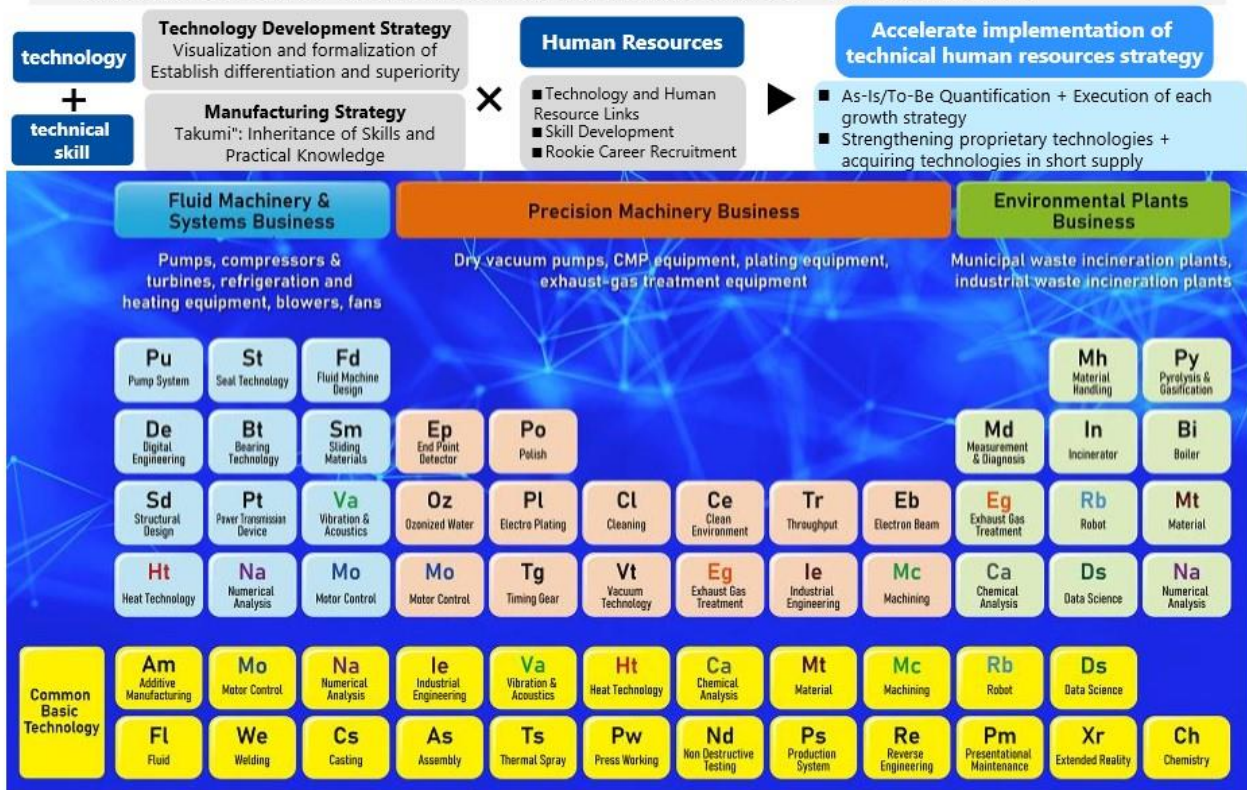 technology
+
technical
skill
Technology Development Strategy
Visualization and formalization of
Establish differentiation and superiority
Manufacturing Strategy
Takumi": Inheritance of Skills and
Practical Knowledge
×
Human Resources
■ Technology and Human
Resource Links
■ Skill Development
■ Rookie Career Recruitment
▶
Accelerate implementation of
technical human resources strategy
■ As-Is/To-Be Quantification + Execution of each
growth strategy
■ Strengthening proprietary technologies +
acquiring technologies in short supply
Fluid Machinery &
Systems Business
Precision Machinery Business
Environmental Plants
Business
Pumps, compressors &
turbines, refrigeration and
heating equipment, blowers, fans
Dry vacuum pumps, CMP equipment, plating equipment,
exhaust-gas treatment equipment
Municipal waste incineration plants,
industrial waste incineration plants
Pu
Pump System
St
Seal Technology
Fd
Fluid Machine
Design
Mh
Material
Handling
Py
Pyrolysis &
Gasification
De
Digital
Engineering
Bt
Bearing
Technology
Sm
Sliding
Materials
Ep
End Point
Detector
Po
Polish
Md
Measurement
& Diagnosis
In
Incinerator
Bi
Boiler
Sd
Structural
Design
Pt
Power Transmission
Device
Va
Vibration &
Acoustics
Oz
Ozonized Water
Pl
Electro Plating
Cl
Cleaning
Ce
Clean
Environment
Tr
Throughput
Eb
Electron Beam
Eg
Exhaust Gas
Treatment
Rb
Robot
Mt
Material
Ht
Heat Technology
Na
Numerical
Analysis
Mo
Motor Control
Mo
Motor Control
Tg
Timing Gear
Vt
Vacuum
Technology
Eg
Exhaust Gas
Treatment
Ie
Industrial
Engineering
Mc
Machining
Ca
Chemical
Analysis
Ds
Data Science
Na
Numerical
Analysis
Common
Basic
Technology
Am
Additive
Manufacturing
Mo
Motor Control
Na
Numerical
Analysis
Ie
Industrial
Engineering
Va
Vibration &
Acoustics
Ht
Heat Technology
Ca
Chemical
Analysis
Mt
Material
Mc
Machining
Rb
Robot
Ds
Data Science
Fl
Fluid
We
Welding
Cs
Casting
As
Assembly
Ts
Thermal Spray
Pw
Press Working
Nd
Non Destructive
Testing
Ps
Production
System
Re
Reverse
Engineering
Pm
Presentational
Maintenance
Xr
Extended Reality
Ch
Chemistry